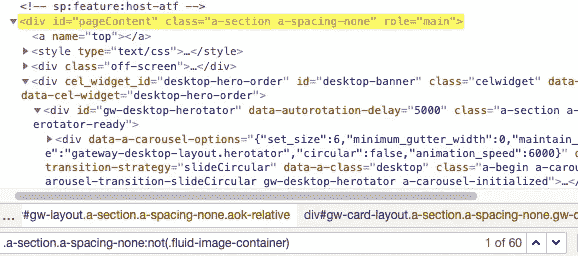 <!-- sp:feature:host-atf -->
▼<div id="pageContent" class="a-section a-spacing-none" role="main">
<a name="top"></a>
▶<style type="text/css">…</style>
▶<div class="off-screen">…</div>
▼<div cel_widget_id="desktop-hero-order" id="desktop-banner" class="celwidget" data-
data-cel-widget="desktop-hero-order">
▼<div id="gw-desktop-herotator" data-autorotation-delay="5000" class="a-section a-
erotator-ready">
▶<div data-a-carousel-options="{"set_size":6,"minimum_gutter_width":0,"maintain_
e":"gateway-desktop-layout.herotator","circular":false,"animation_speed":6000}"
transition-strategy="slideCircular" data-a-class="desktop" class="a-begin a-ca
arousel-transition-slideCircular gw-desktop-herotator a-carousel-initialized">…</
… #gw-layout.a-section.a-spacing-none.aok-relative div#gw-card-layout.a-section.a-spacing-none.gw-
.a-section.a-spacing-none:not(.fluid-image-container) 1 of 60